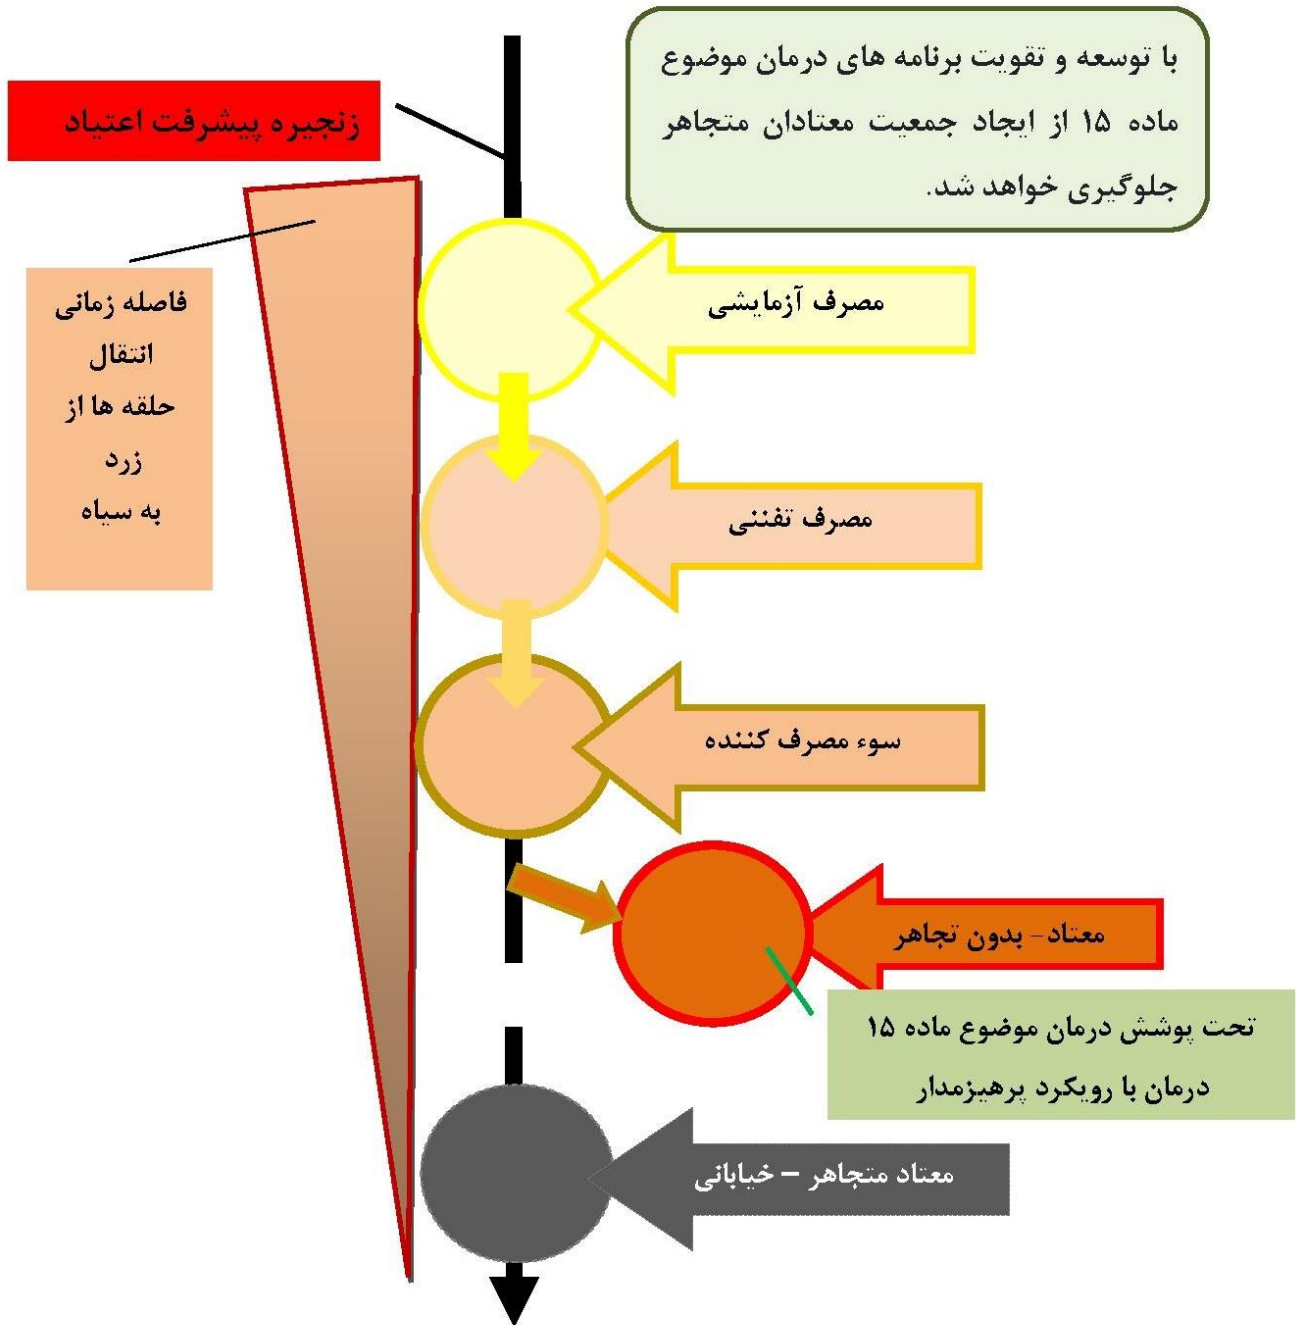 با توسعه و تقویت برنامه های درمان موضوع
ماده ۱۵ از ایجاد جمعیت معتادان متجاهر
جلوگیری خواهد شد.
زنجیره پیشرفت اعتیاد
فاصله زمانی
انتقال
حلقه ها از
زرد
به سیاه
مصرف آزمایشی
مصرف تفننی
سوء مصرف کننده
معتاد- بدون تجاهر
تحت پوشش درمان موضوع ماده ۱۵
درمان با رویکرد پرهیزمدار
معتاد متجاهر – خیابانی